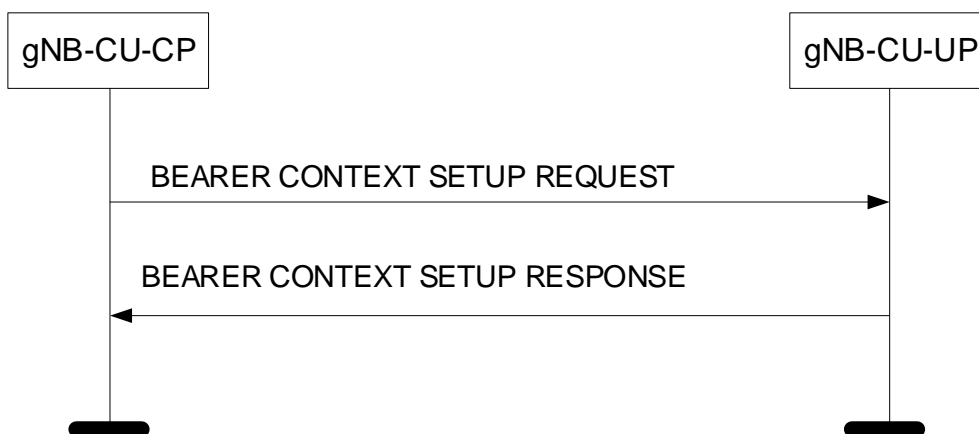 gNB-CU-CP
gNB-CU-UP
BEARER CONTEXT SETUP REQUEST
BEARER CONTEXT SETUP RESPONSE